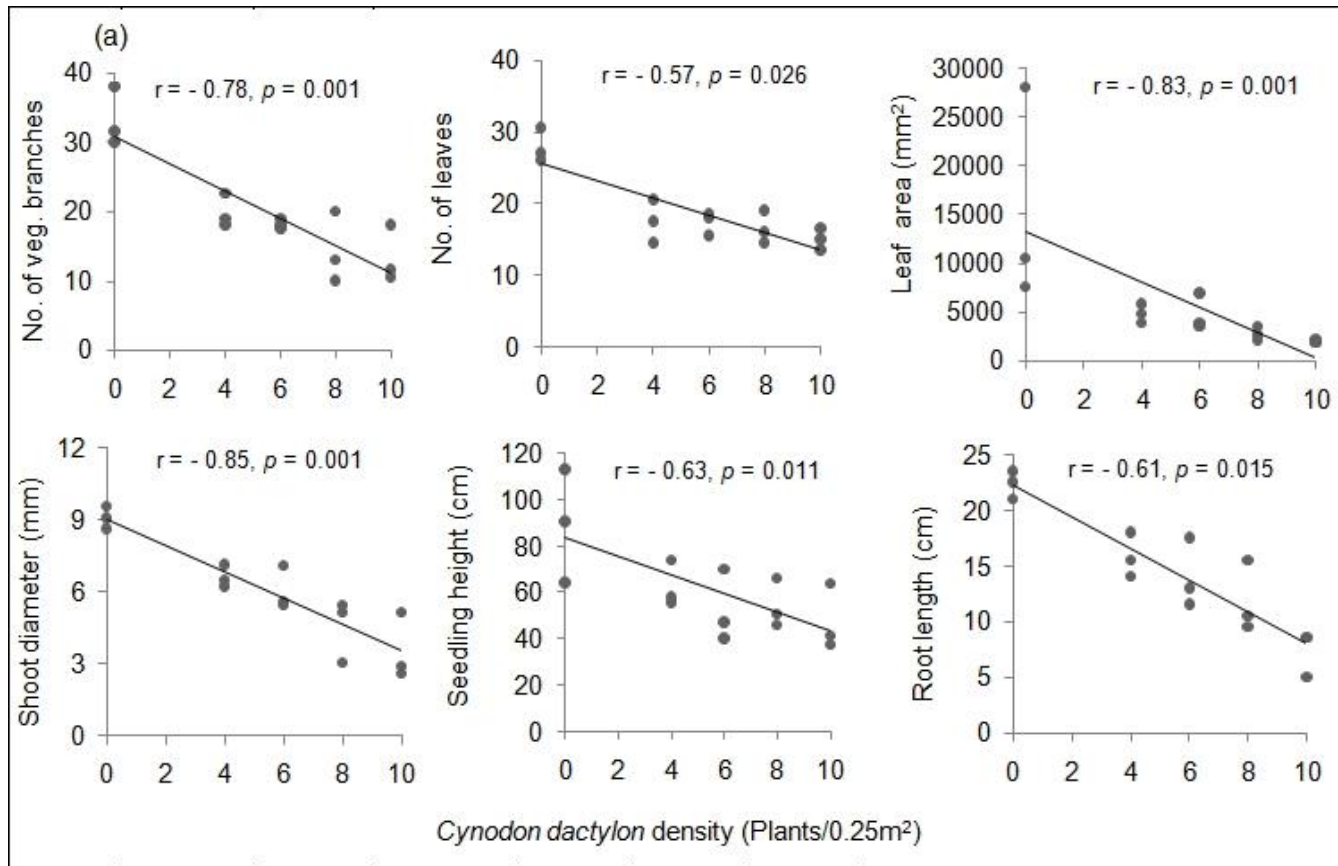 (a)
r = - 0.78, p = 0.001
No. of veg. branches
40
30
20
10
0
0 2 4 6 8 10
r = - 0.57, p = 0.026
No. of leaves
40
30
20
10
0
0 2 4 6 8 10
r = - 0.83, p = 0.001
Leaf area (mm²)
30000
25000
20000
15000
10000
5000
0
0 2 4 6 8 10
r = - 0.85, p = 0.001
Shoot diameter (mm)
12
9
6
3
0
0 2 4 6 8 10
r = - 0.63, p = 0.011
Seedling height (cm)
120
100
80
60
40
20
0
0 2 4 6 8 10
r = - 0.61, p = 0.015
Root length (cm)
25
20
15
10
5
0
0 2 4 6 8 10
Cynodon dactylon density (Plants/0.25m²)